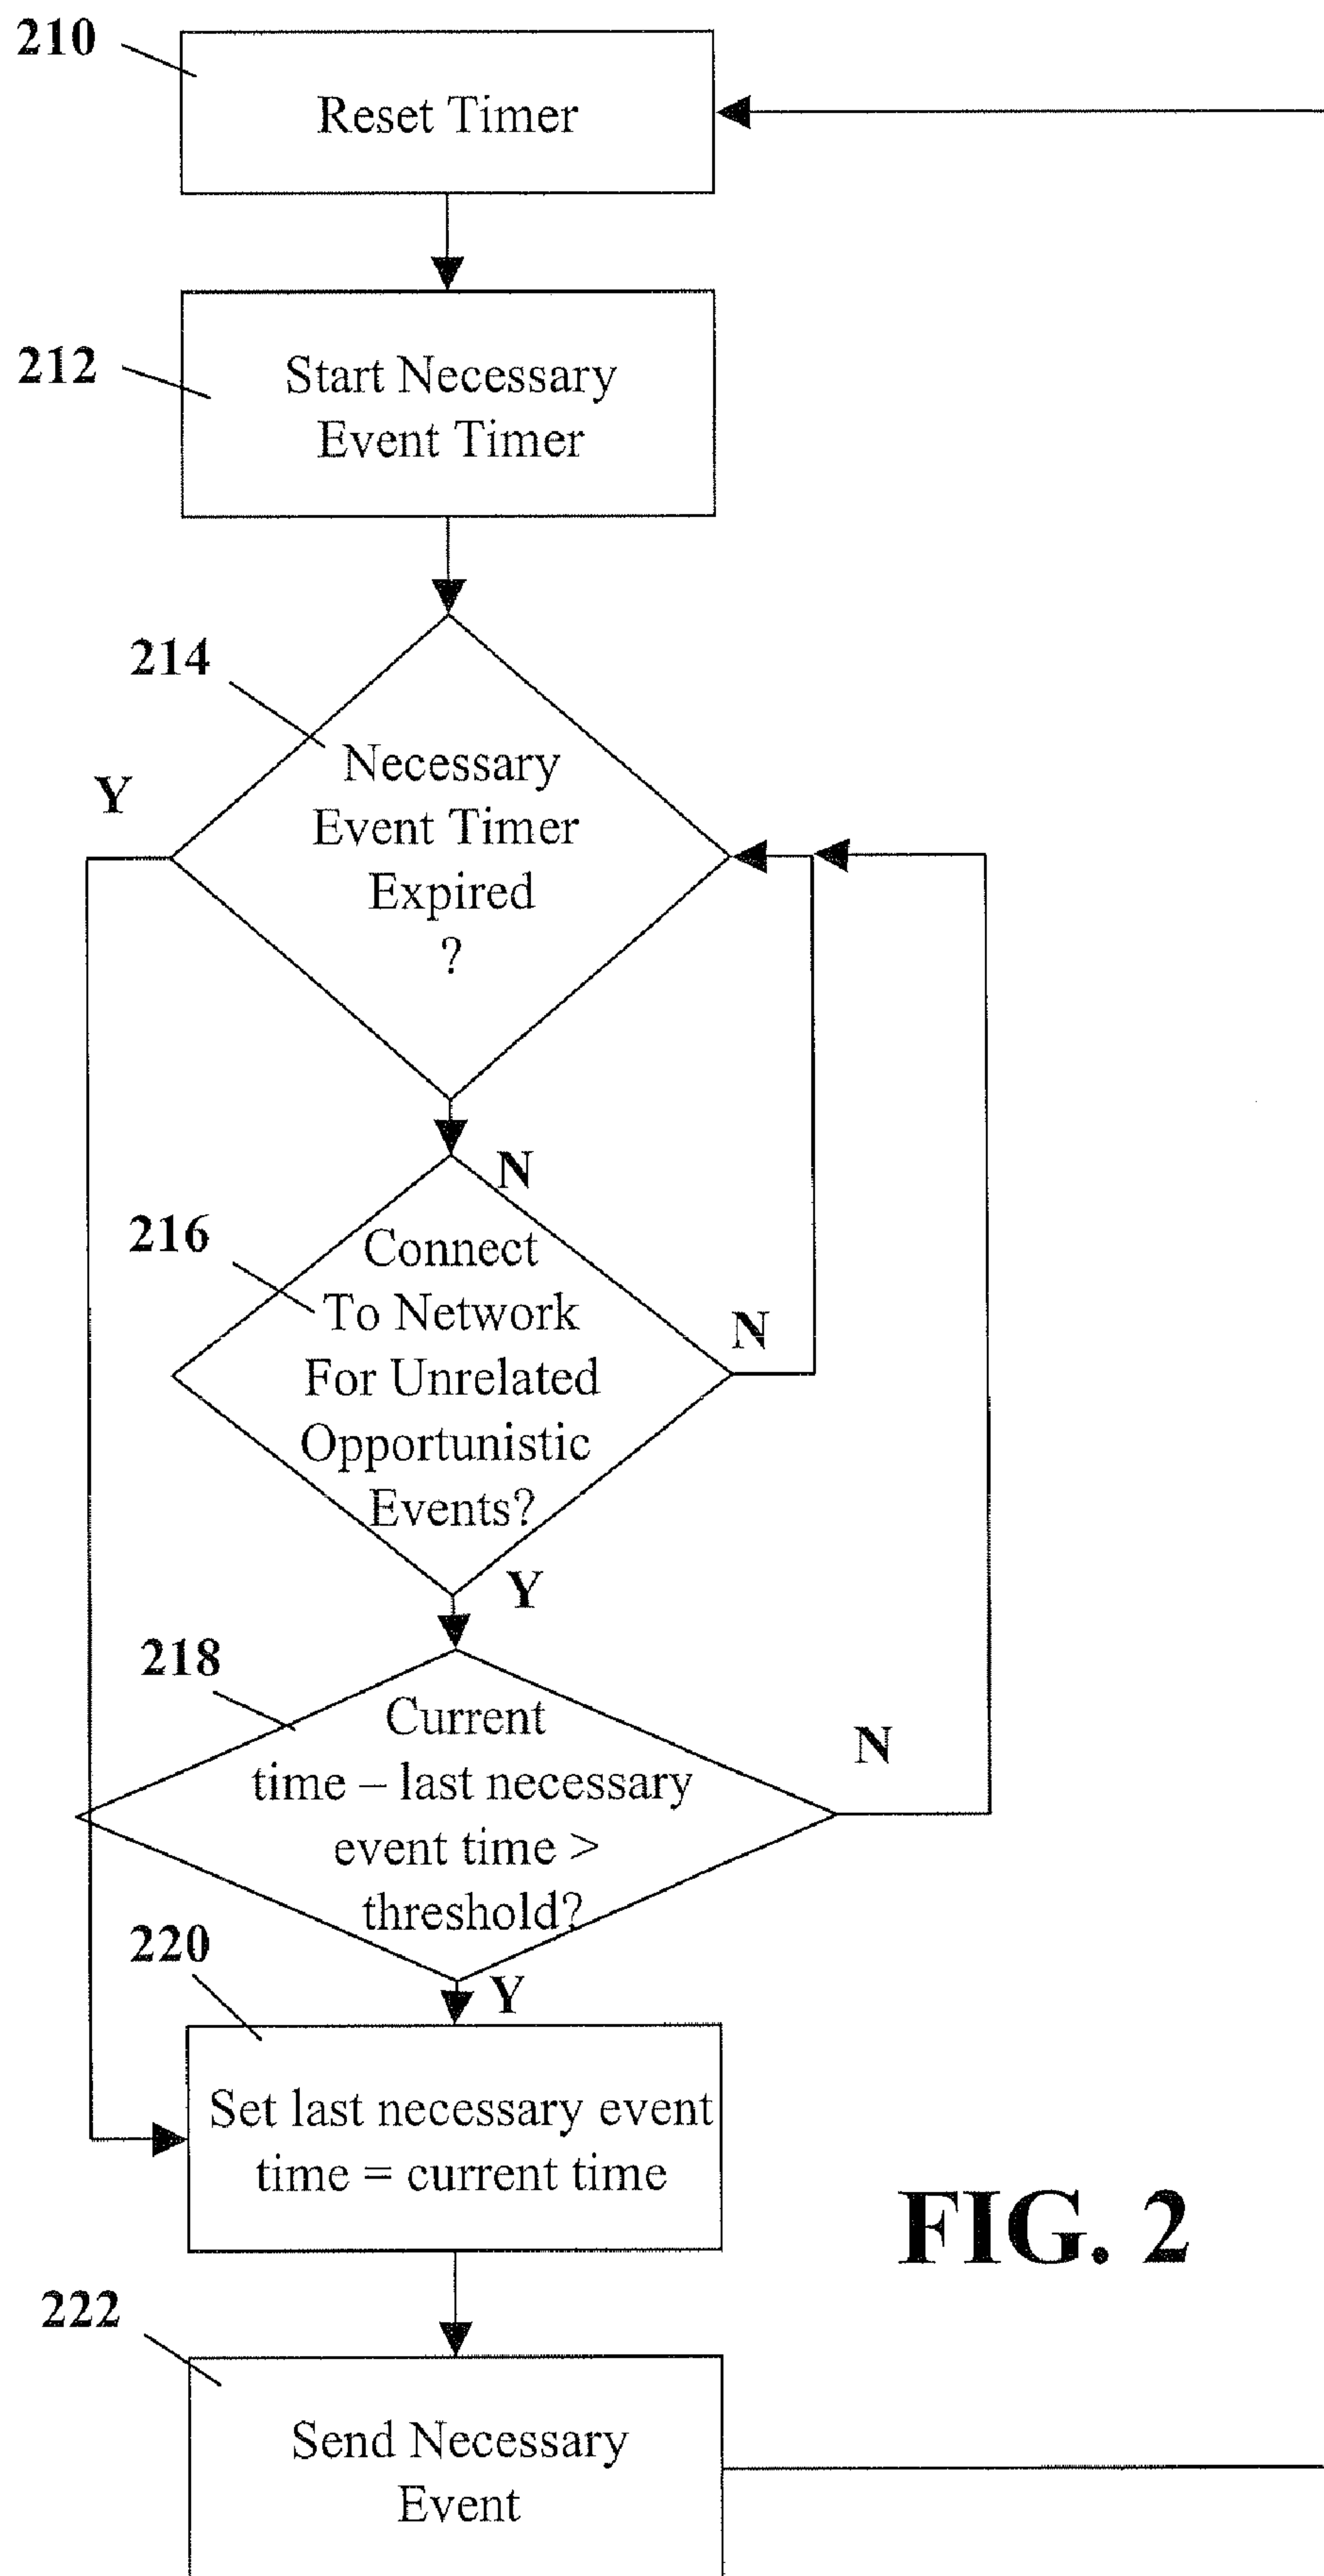 210
Reset Timer
212
Start Necessary
Event Timer
214
Y
Necessary
Event Timer
Expired
?
N
216
Connect
To Network
For Unrelated
Opportunistic
Events?
N
Y
218
Current
time – last necessary
event time >
threshold?
N
220
Y
Set last necessary event
time = current time
FIG. 2
222
Send Necessary
Event